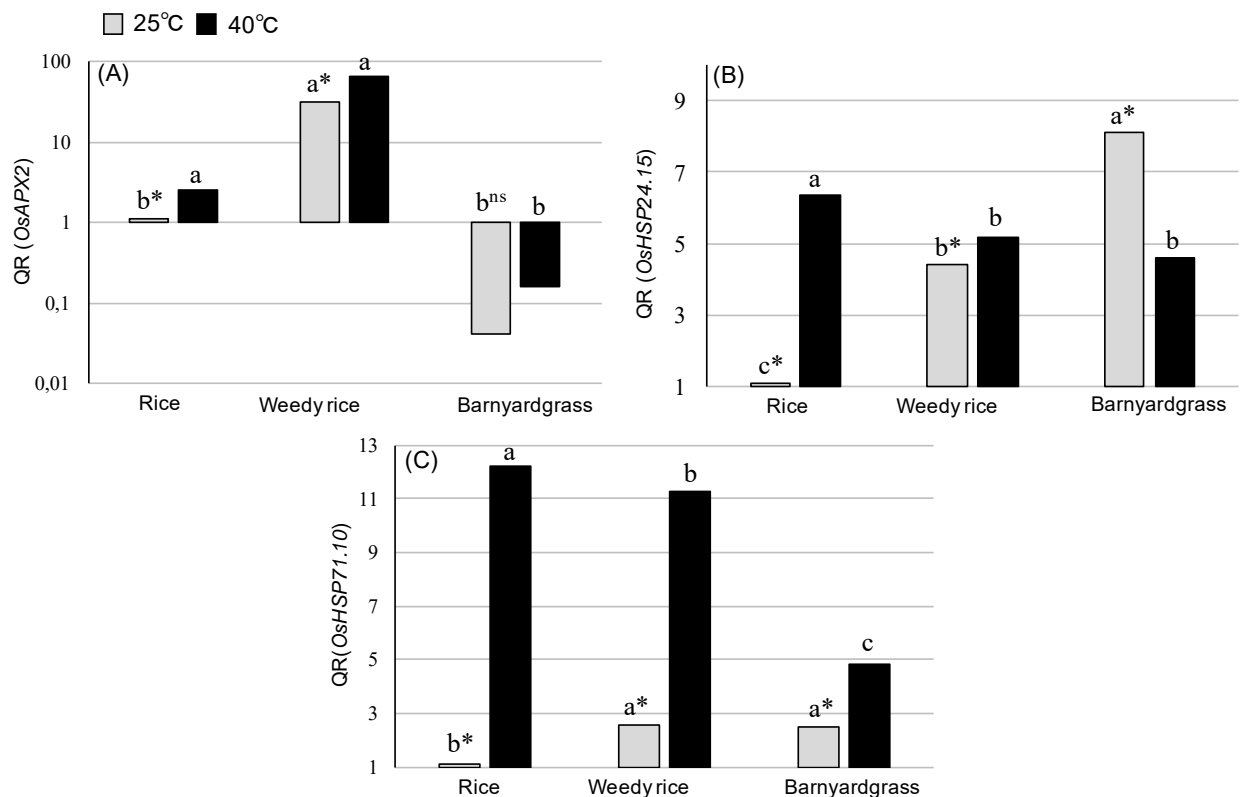 25℃ 40℃
(A)
QR (OsAPX2)
100
10
1
0,1
0,01
b* a
a* a
bⁿˢ b
Rice Weedy rice Barnyardgrass
(B)
QR (OsHSP24.15)
9
7
5
3
1
c* a
b* b
a* b
Rice Weedy rice Barnyardgrass
(C)
QR(OsHSP71.10)
13
11
9
7
5
3
1
b* a
a* b
a* c
Rice Weedy rice Barnyardgrass